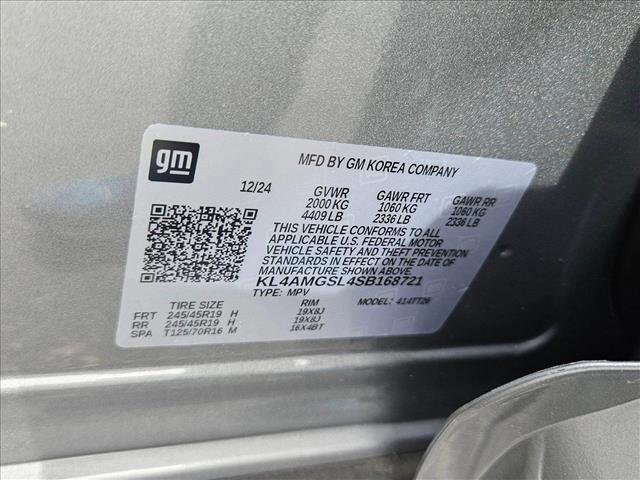 gm
MFD BY GM KOREA COMPANY
12/24 GVWR GAWR FRT GAWR RR
2000 KG 1060 KG 1060 KG
4409 LB 2336 LB 2336 LB
THIS VEHICLE CONFORMS TO ALL
APPLICABLE U.S. FEDERAL MOTOR
VEHICLE SAFETY AND THEFT PREVENTION
STANDARDS IN EFFECT ON THE DATE OF
MANUFACTURE SHOWN ABOVE.
KL4AMGSL4SB168721
TYPE: MPV MODEL: 414TT26
TIRE SIZE RIM
FRT 245/45R19 H 19X8J
RR 245/45R19 H 19X8J
SPA T125/70R16 M 16X4BT